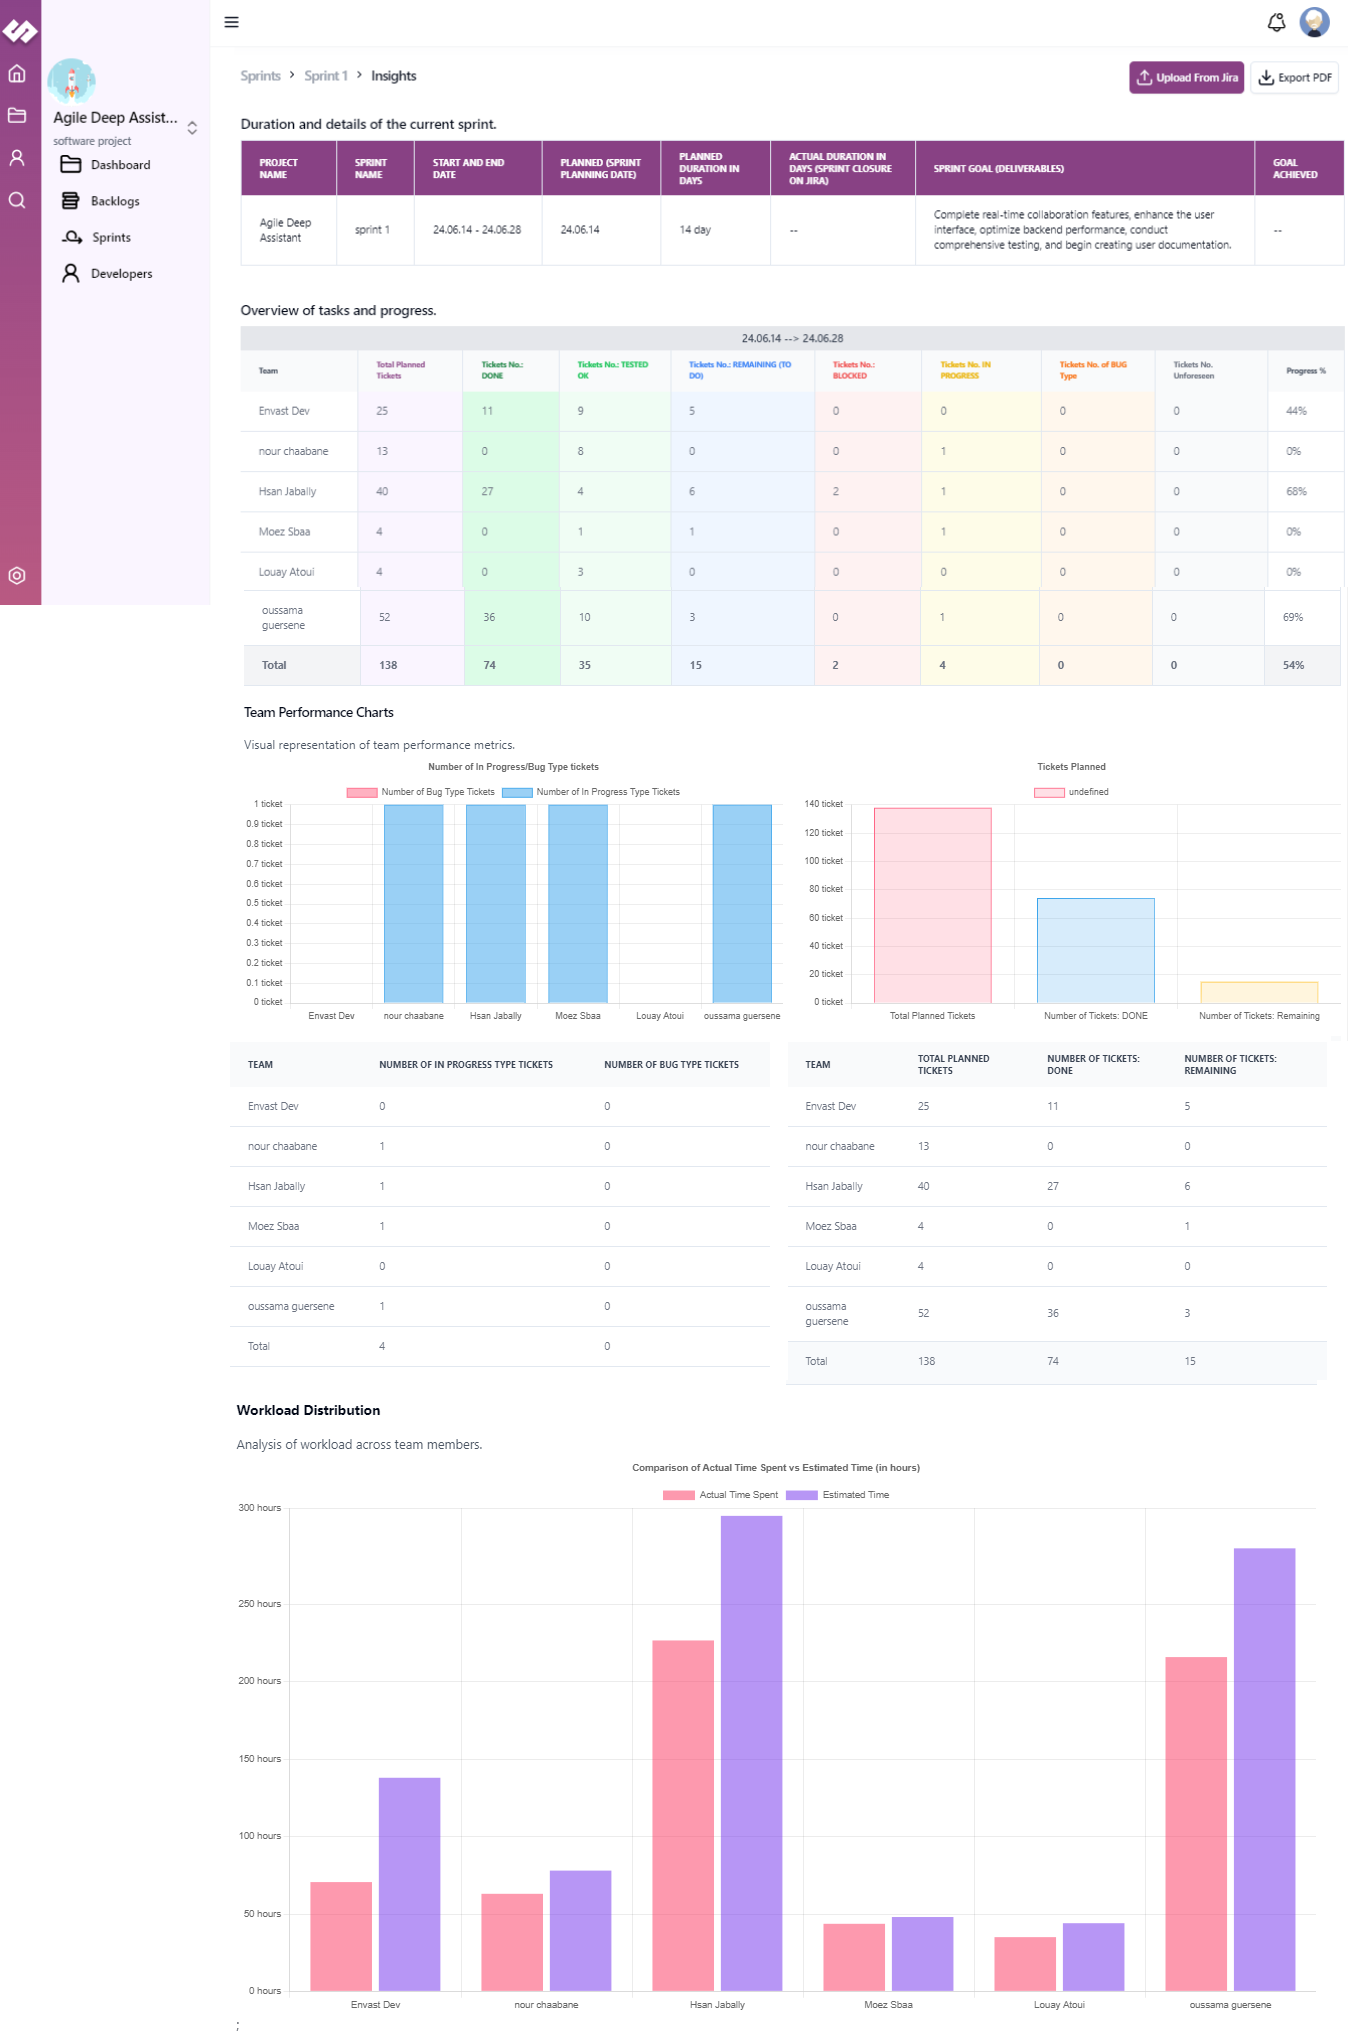 Agile Deep Assist...
software project
Dashboard
Backlogs
Sprints
Developers
Sprints > Sprint 1 > Insights
Upload From Jira
Export PDF
Duration and details of the current sprint.
PROJECT NAME SPRINT NAME START AND END DATE PLANNED (SPRINT PLANNING DATE) PLANNED DURATION IN DAYS ACTUAL DURATION IN DAYS (SPRINT CLOSURE ON JIRA) SPRINT GOAL (DELIVERABLES) GOAL ACHIEVED
Agile Deep Assistant sprint 1 24.06.14 - 24.06.28 24.06.14 14 day -- Complete real-time collaboration features, enhance the user interface, optimize backend performance, conduct comprehensive testing, and begin creating user documentation. --
Overview of tasks and progress.
24.06.14 --> 24.06.28
Team Total Planned Tickets Tickets No.: DONE Tickets No.: TESTED OK Tickets No.: REMAINING (TO DO) Tickets No.: BLOCKED Tickets No. IN PROGRESS Tickets No. of BUG Type Tickets No. Unforeseen Progress %
Envast Dev 25 11 9 5 0 0 0 0 44%
nour chaabane 13 0 8 0 0 1 0 0 0%
Hsan Jabally 40 27 4 6 2 1 0 0 68%
Moez Sbaa 4 0 1 1 0 1 0 0 0%
Louay Atoui 4 0 3 0 0 0 0 0 0%
oussama guersene 52 36 10 3 0 1 0 0 69%
Total 138 74 35 15 2 4 0 0 54%
Team Performance Charts
Visual representation of team performance metrics.
Number of In Progress/Bug Type tickets
Number of Bug Type Tickets Number of In Progress Type Tickets
1 ticket
0.9 ticket
0.8 ticket
0.7 ticket
0.6 ticket
0.5 ticket
0.4 ticket
0.3 ticket
0.2 ticket
0.1 ticket
0 ticket
Envast Dev nour chaabane Hsan Jabally Moez Sbaa Louay Atoui oussama guersene
Tickets Planned
undefined
140 ticket
120 ticket
100 ticket
80 ticket
60 ticket
40 ticket
20 ticket
0 ticket
Total Planned Tickets Number of Tickets: DONE Number of Tickets: Remaining
TEAM NUMBER OF IN PROGRESS TYPE TICKETS NUMBER OF BUG TYPE TICKETS
Envast Dev 0 0
nour chaabane 1 0
Hsan Jabally 1 0
Moez Sbaa 1 0
Louay Atoui 0 0
oussama guersene 1 0
Total 4 0
TEAM TOTAL PLANNED TICKETS NUMBER OF TICKETS: DONE NUMBER OF TICKETS: REMAINING
Envast Dev 25 11 5
nour chaabane 13 0 0
Hsan Jabally 40 27 6
Moez Sbaa 4 0 1
Louay Atoui 4 0 0
oussama guersene 52 36 3
Total 138 74 15
Workload Distribution
Analysis of workload across team members.
Comparison of Actual Time Spent vs Estimated Time (in hours)
Actual Time Spent Estimated Time
300 hours
250 hours
200 hours
150 hours
100 hours
50 hours
0 hours
Envast Dev nour chaabane Hsan Jabally Moez Sbaa Louay Atoui oussama guersene
;